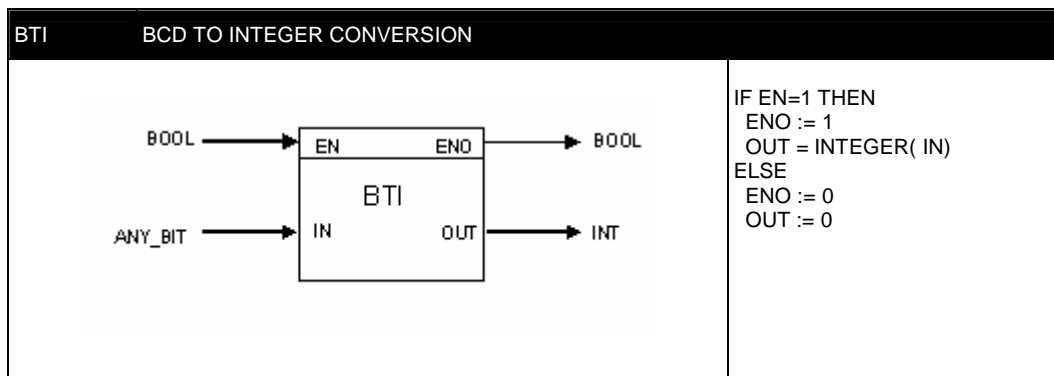 BTI BCD TO INTEGER CONVERSION
BOOL EN ENO BOOL
BTI
ANY_BIT IN OUT INT
IF EN=1 THEN
ENO := 1
OUT = INTEGER( IN)
ELSE
ENO := 0
OUT := 0